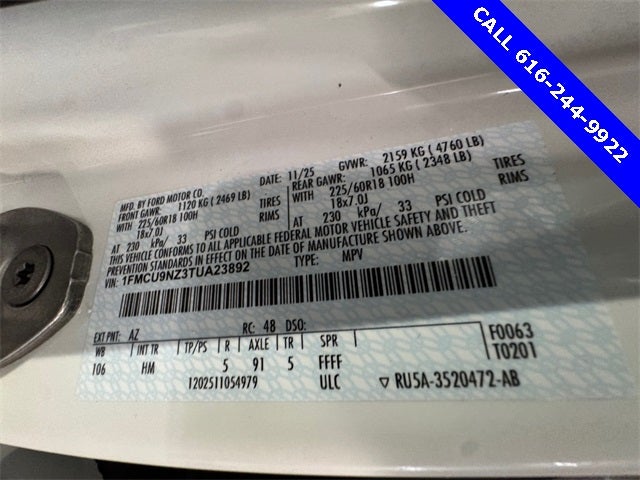 CALL 616-244-9922
MFD. BY FORD MOTOR CO. DATE: 11/25 GVWR: 2159 KG ( 4760 LB)
FRONT GAWR: 1120 KG ( 2469 LB) REAR GAWR: 1065 KG ( 2348 LB)
WITH 225/60R18 100H TIRES WITH 225/60R18 100H TIRES
18x7.0J RIMS 18x7.0J RIMS
AT 230 kPa/ 33 PSI COLD AT 230 kPa/ 33 PSI COLD
THIS VEHICLE CONFORMS TO ALL APPLICABLE FEDERAL MOTOR VEHICLE SAFETY AND THEFT
PREVENTION STANDARDS IN EFFECT ON THE DATE OF MANUFACTURE SHOWN ABOVE.
VIN: 1FMCU9NZ3TUA23892 TYPE: MPV
EXT PNT: AZ RC: 48 DSO: F0063
WB INT TR TP/PS R AXLE TR SPR T0201
106 HM 5 91 5 FFFF
1202511054979 ULC ▽ RU5A-3520472-AB